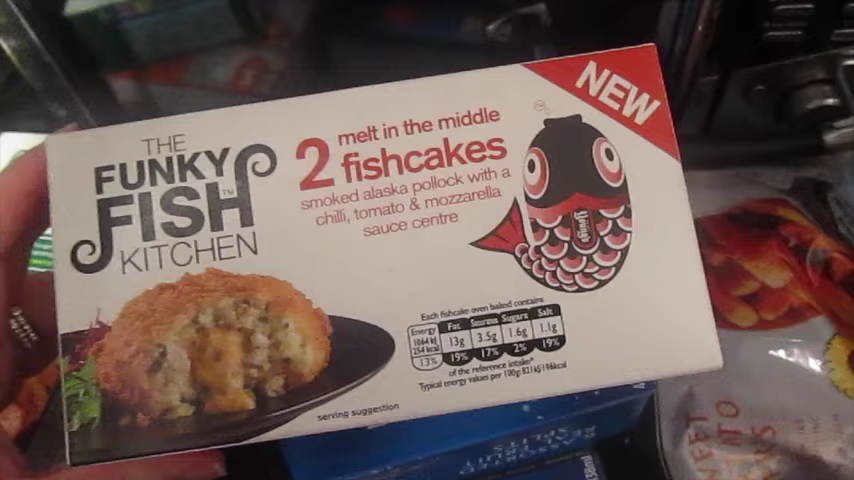 THE
FUNKY
FISH™
KITCHEN
2 melt in the middle
fishcakes
smoked alaska pollock with a
chilli, tomato & mozzarella
sauce centre
NEW
Each fishcake oven baked contains
Energy Fat Saturates Sugars Salt
1064 kJ
254 kcal 13g 3.5g 1.6g 1.1g
13% 19% 17% 2% 19%
of the reference intake*
Typical energy values per 100g: 821kJ/196kcal
serving suggestion